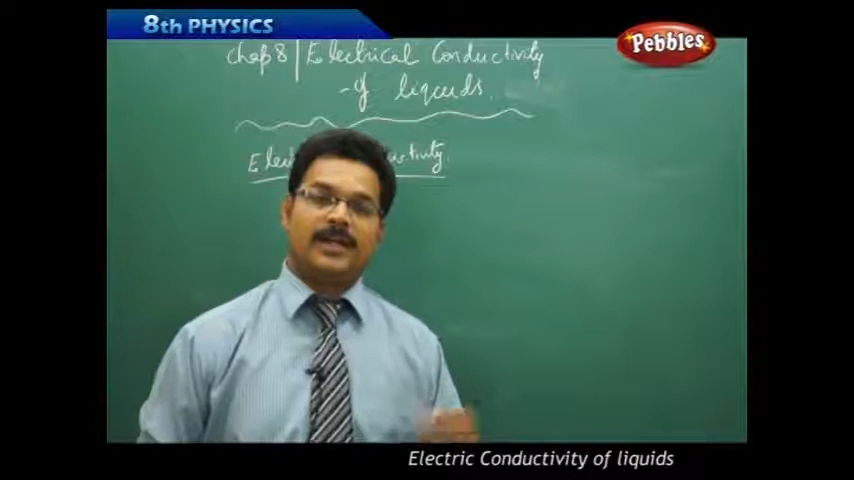 8th PHYSICS
Pebbles
chap 8 | Electrical Conductivity
of liquids.
Electric Conductivity of liquids